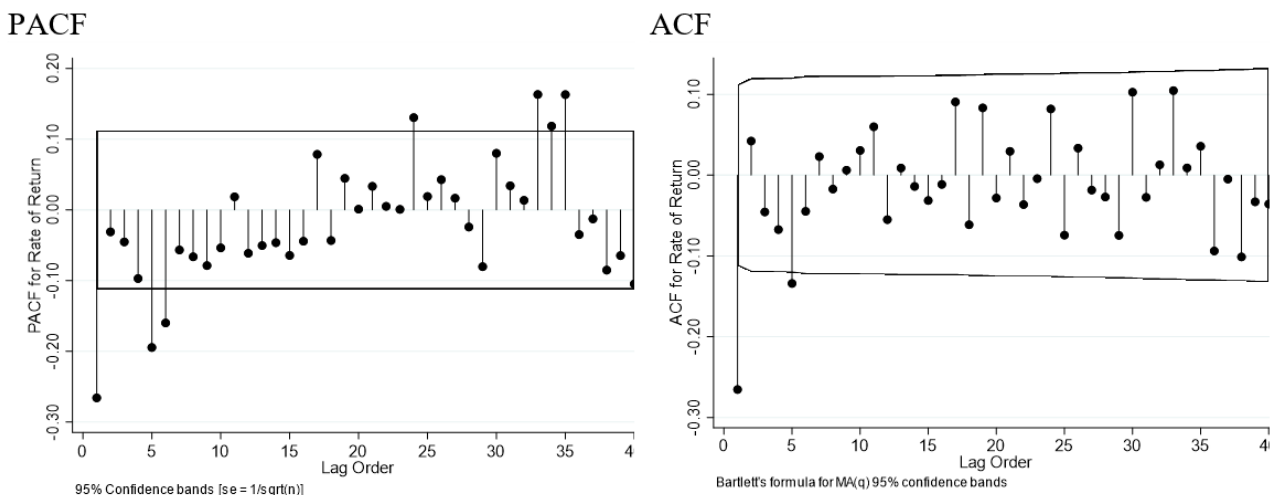 PACF
PACF for Rate of Return
0.20
0.10
0.00
-0.10
-0.20
-0.30
0 5 10 15 20 25 30 35 4
Lag Order
95% Confidence bands [se = 1/sqrt(n)]
ACF
ACF for Rate of Return
0.10
0.00
-0.10
-0.20
-0.30
0 5 10 15 20 25 30 35 4
Lag Order
Bartlett's formula for MA(q) 95% confidence bands